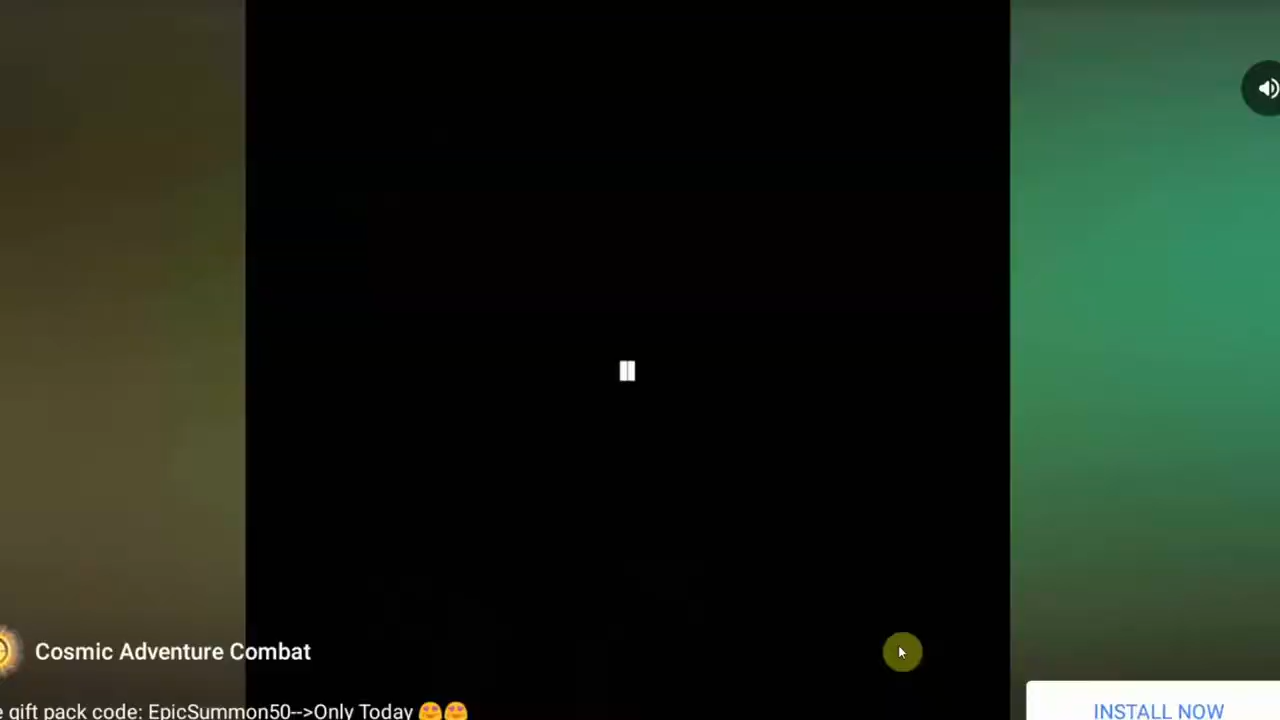 Cosmic Adventure Combat
gift pack code: EpicSummon50-->Only Today 😍😍
INSTALL NOW